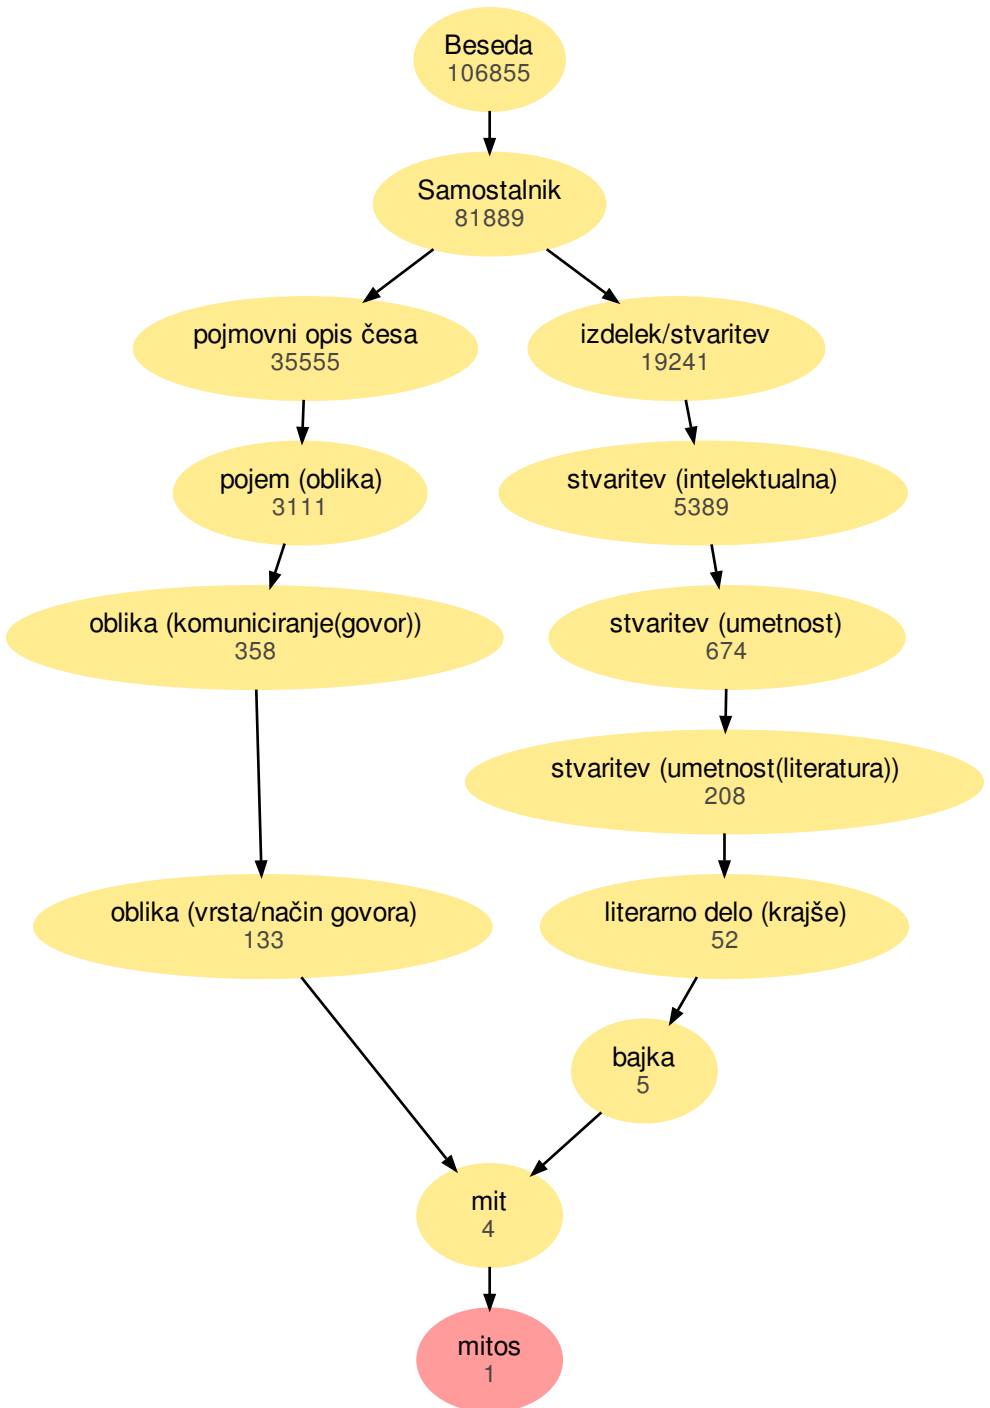 Beseda
106855
Samostalnik
81889
pojmovni opis česa
35555
izdelek/stvaritev
19241
pojem (oblika)
3111
stvaritev (intelektualna)
5389
oblika (komuniciranje(govor))
358
stvaritev (umetnost)
674
stvaritev (umetnost(literatura))
208
oblika (vrsta/način govora)
133
literarno delo (krajše)
52
bajka
5
mit
4
mitos
1